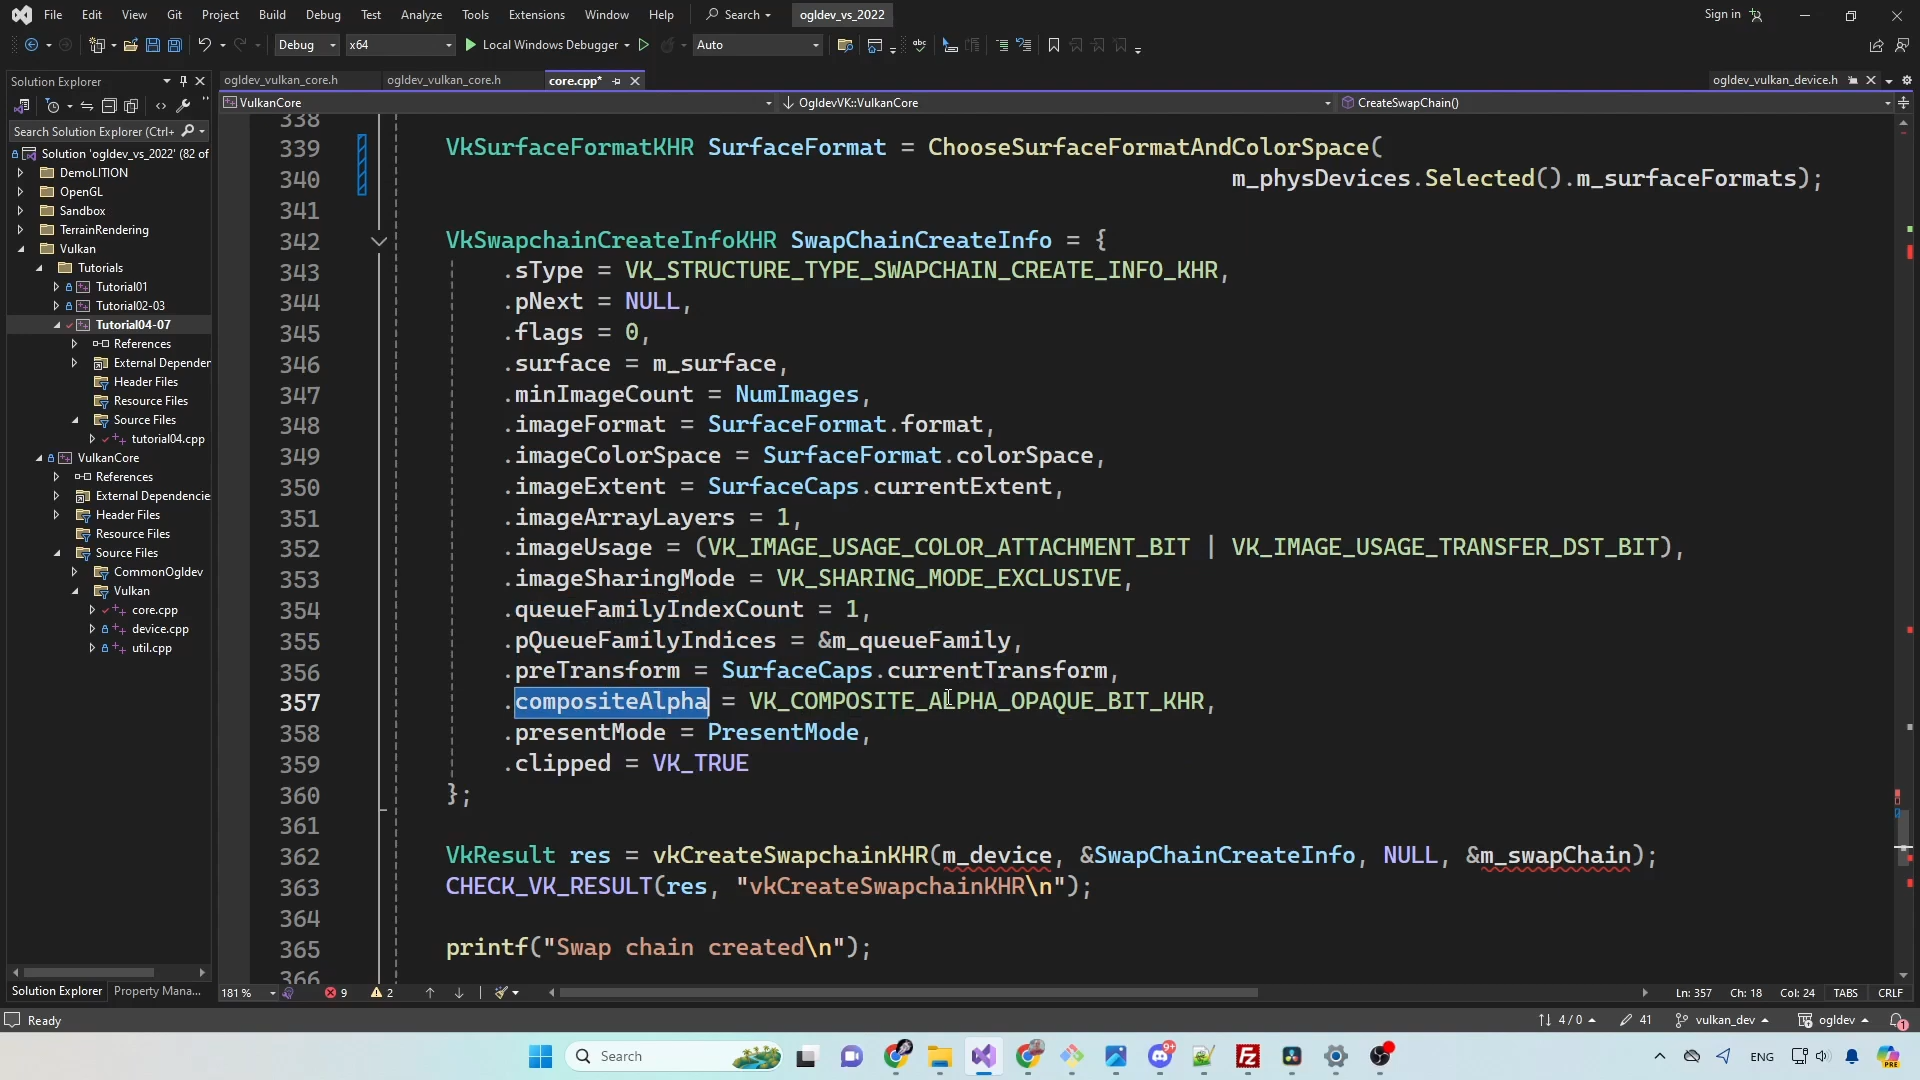 File Edit View Git Project Build Debug Test Analyze Tools Extensions Window Help Search ogldev_vs_2022 Sign in
Debug x64 Local Windows Debugger Auto
Solution Explorer
ogldev_vulkan_core.h ogldev_vulkan_core.h core.cpp* ogldev_vulkan_device.h
VulkanCore OgldevVK::VulkanCore CreateSwapChain()
Search Solution Explorer (Ctrl+
Solution 'ogldev_vs_2022' (82 of
DemoLITION
OpenGL
Sandbox
TerrainRendering
Vulkan
Tutorials
Tutorial01
Tutorial02-03
Tutorial04-07
References
External Depender
Header Files
Resource Files
Source Files
tutorial04.cpp
VulkanCore
References
External Dependencie
Header Files
Resource Files
Source Files
CommonOgldev
Vulkan
core.cpp
device.cpp
util.cpp
Solution Explorer Property Mana...
338
339 VkSurfaceFormatKHR SurfaceFormat = ChooseSurfaceFormatAndColorSpace(
340 m_physDevices.Selected().m_surfaceFormats);
341
342 VkSwapchainCreateInfoKHR SwapChainCreateInfo = {
343 .sType = VK_STRUCTURE_TYPE_SWAPCHAIN_CREATE_INFO_KHR,
344 .pNext = NULL,
345 .flags = 0,
346 .surface = m_surface,
347 .minImageCount = NumImages,
348 .imageFormat = SurfaceFormat.format,
349 .imageColorSpace = SurfaceFormat.colorSpace,
350 .imageExtent = SurfaceCaps.currentExtent,
351 .imageArrayLayers = 1,
352 .imageUsage = (VK_IMAGE_USAGE_COLOR_ATTACHMENT_BIT | VK_IMAGE_USAGE_TRANSFER_DST_BIT),
353 .imageSharingMode = VK_SHARING_MODE_EXCLUSIVE,
354 .queueFamilyIndexCount = 1,
355 .pQueueFamilyIndices = &m_queueFamily,
356 .preTransform = SurfaceCaps.currentTransform,
357 .compositeAlpha = VK_COMPOSITE_ALPHA_OPAQUE_BIT_KHR,
358 .presentMode = PresentMode,
359 .clipped = VK_TRUE
360 };
361
362 VkResult res = vkCreateSwapchainKHR(m_device, &SwapChainCreateInfo, NULL, &m_swapChain);
363 CHECK_VK_RESULT(res, "vkCreateSwapchainKHR\n");
364
365 printf("Swap chain created\n");
366
181 % 9 2 Ln: 357 Ch: 18 Col: 24 TABS CRLF
Ready 4 / 0 41 vulkan_dev ogldev 1
Search 9+ ENG PRE